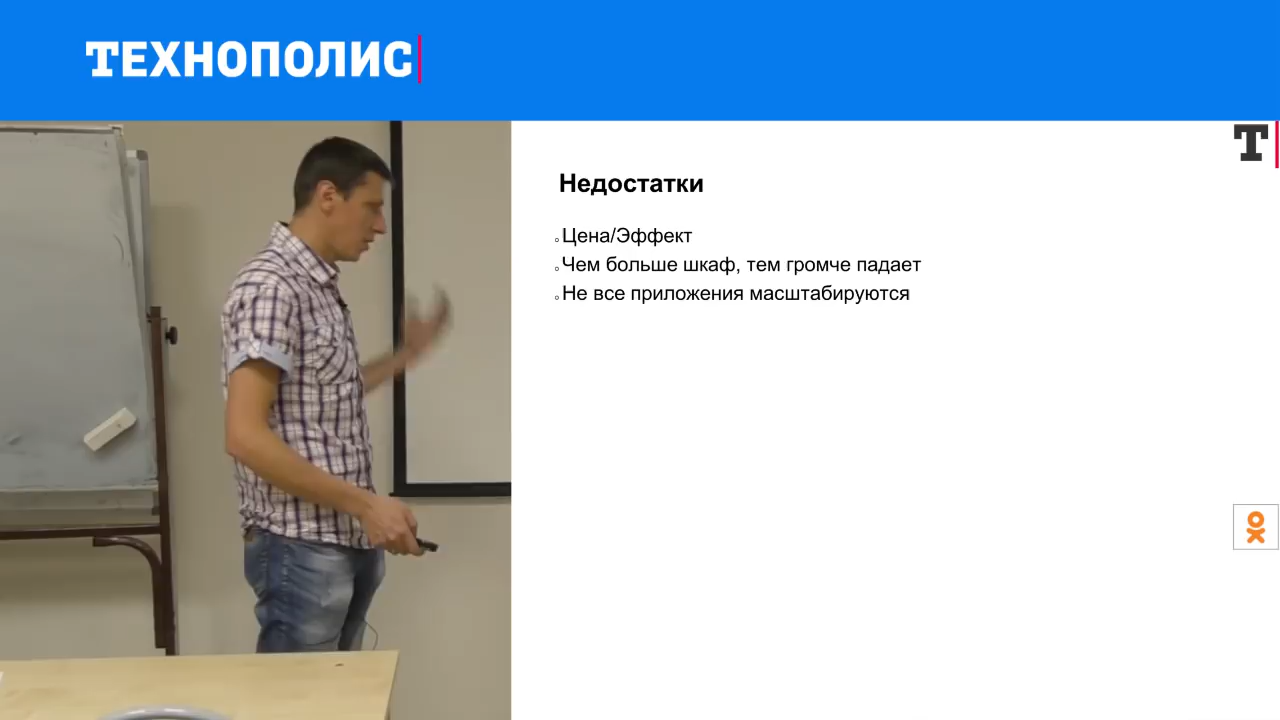 ТЕХНОПОЛИС
Т
Недостатки
Цена/Эффект
Чем больше шкаф, тем громче падает
Не все приложения масштабируются